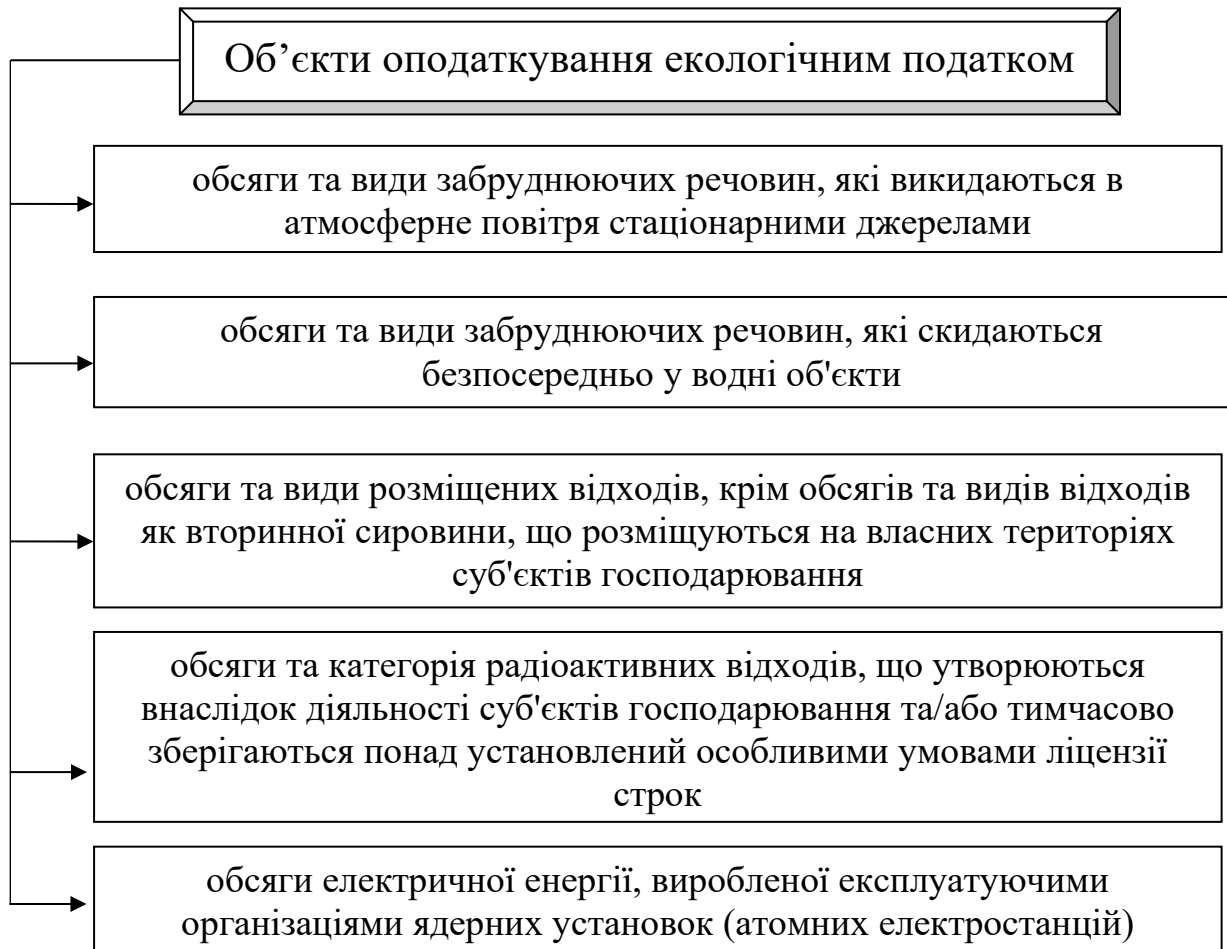 Об’єкти оподаткування екологічним податком
обсяги та види забруднюючих речовин, які викидаються в
атмосферне повітря стаціонарними джерелами
обсяги та види забруднюючих речовин, які скидаються
безпосередньо у водні об'єкти
обсяги та види розміщених відходів, крім обсягів та видів відходів
як вторинної сировини, що розміщуються на власних територіях
суб'єктів господарювання
обсяги та категорія радіоактивних відходів, що утворюються
внаслідок діяльності суб'єктів господарювання та/або тимчасово
зберігаються понад установлений особливими умовами ліцензії
строк
обсяги електричної енергії, виробленої експлуатуючими
організаціями ядерних установок (атомних електростанцій)